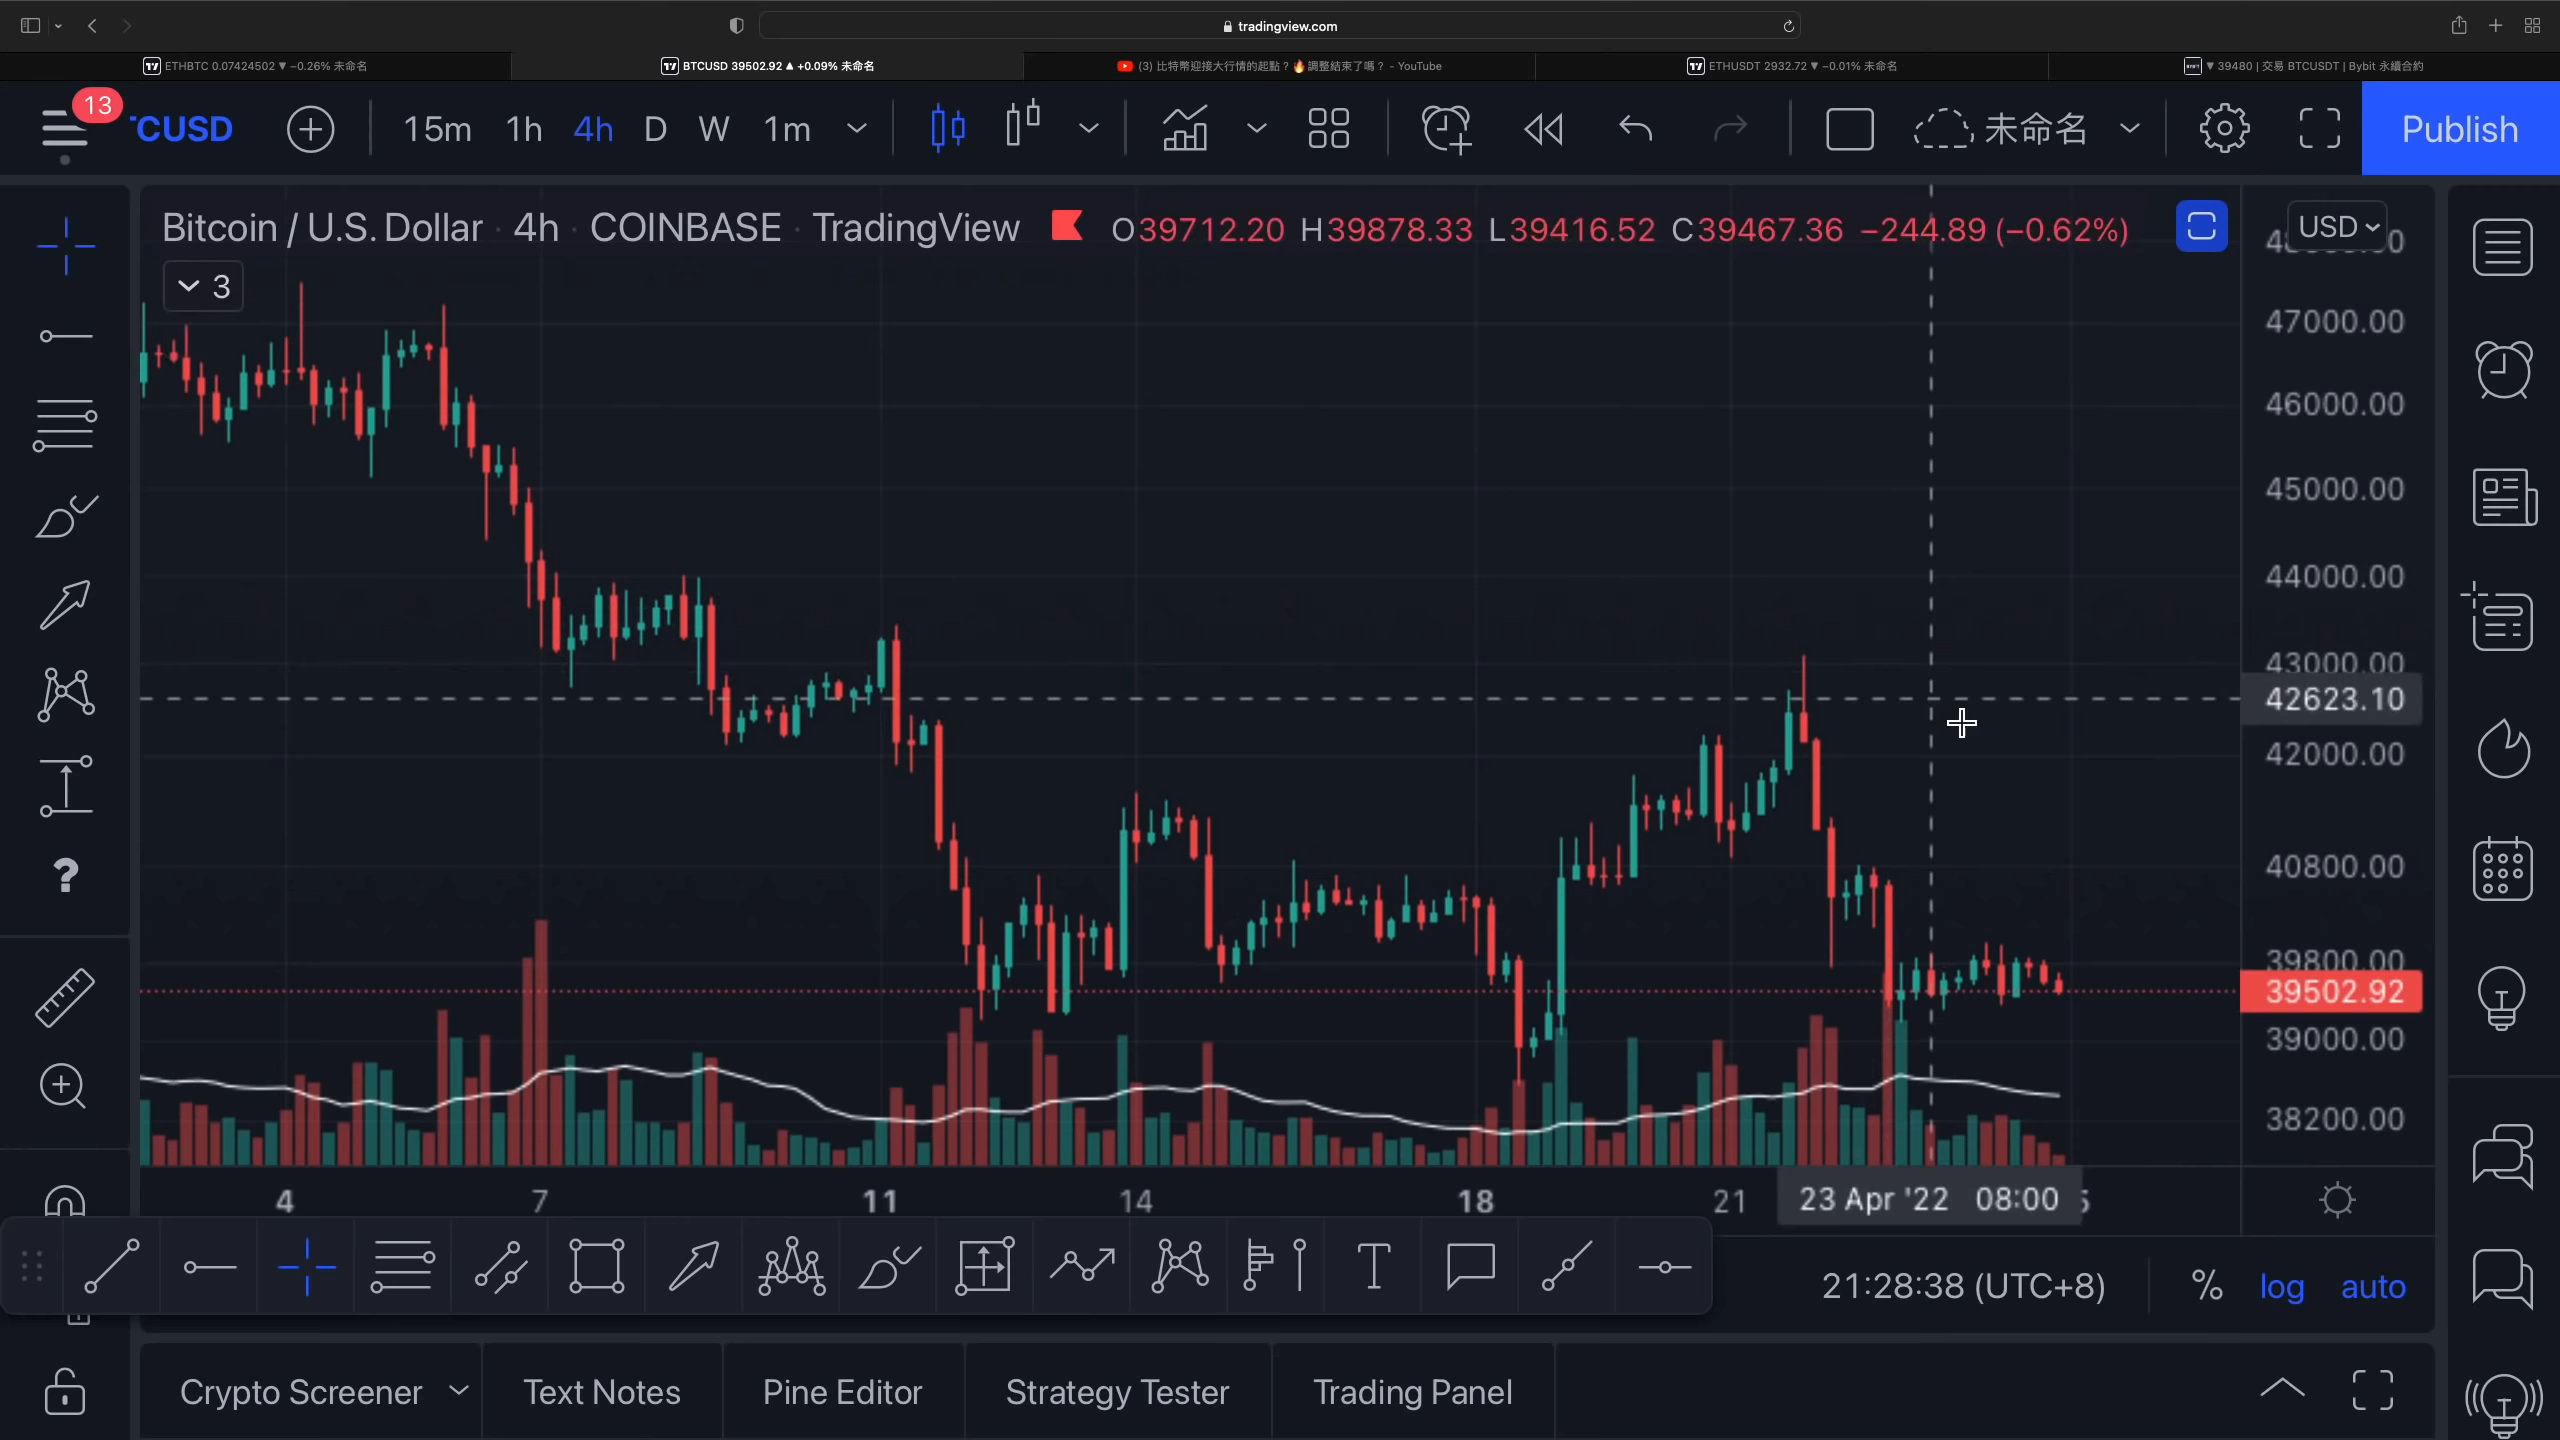 tradingview.com
ETHBTC 0.07424502 ▼ −0.26% 未命名
BTCUSD 39502.92 ▲ +0.09% 未命名
(3) 比特幣迎接大行情的起點？🔥調整結束了嗎？ - YouTube
ETHUSDT 2932.72 ▼ −0.01% 未命名
▼ 39480 | 交易 BTCUSDT | Bybit 永續合約
13
CUSD
15m
1h
4h
D
W
1m
未命名
Publish
Bitcoin / U.S. Dollar · 4h · COINBASE · TradingView
O39712.20 H39878.33 L39416.52 C39467.36 −244.89 (−0.62%)
USD
3
47000.00
46000.00
45000.00
44000.00
43000.00
42623.10
42000.00
40800.00
39800.00
39502.92
39000.00
38200.00
4
7
11
14
18
21
23 Apr '22 08:00
21:28:38 (UTC+8)
%
log
auto
Crypto Screener
Text Notes
Pine Editor
Strategy Tester
Trading Panel